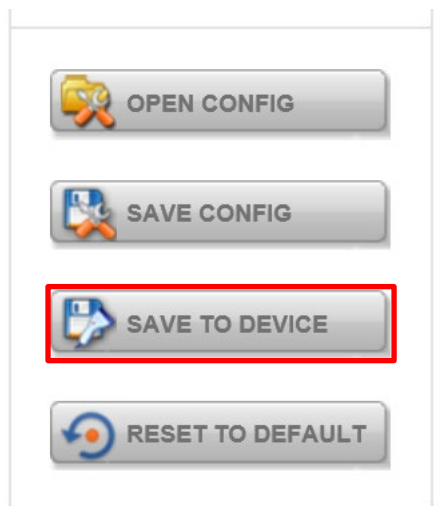 OPEN CONFIG
SAVE CONFIG
SAVE TO DEVICE
RESET TO DEFAULT